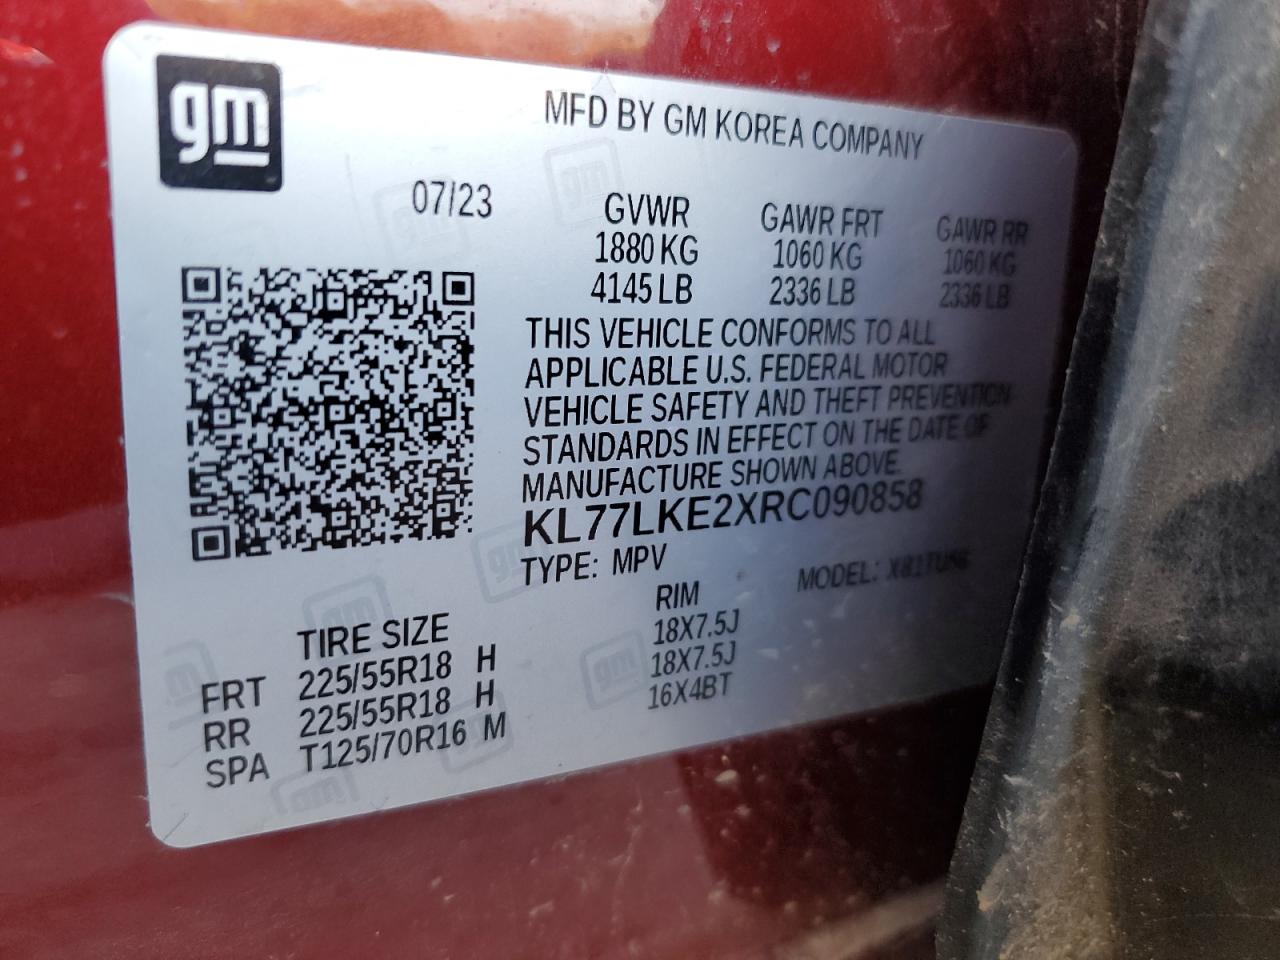 gm
MFD BY GM KOREA COMPANY
07/23
GVWR GAWR FRT GAWR RR
1880 KG 1060 KG 1060 KG
4145 LB 2336 LB 2336 LB
THIS VEHICLE CONFORMS TO ALL
APPLICABLE U.S. FEDERAL MOTOR
VEHICLE SAFETY AND THEFT PREVENTION
STANDARDS IN EFFECT ON THE DATE OF
MANUFACTURE SHOWN ABOVE.
KL77LKE2XRC090858
TYPE: MPV MODEL:
TIRE SIZE RIM
FRT 225/55R18 H 18X7.5J
RR 225/55R18 H 18X7.5J
SPA T125/70R16 M 16X4BT